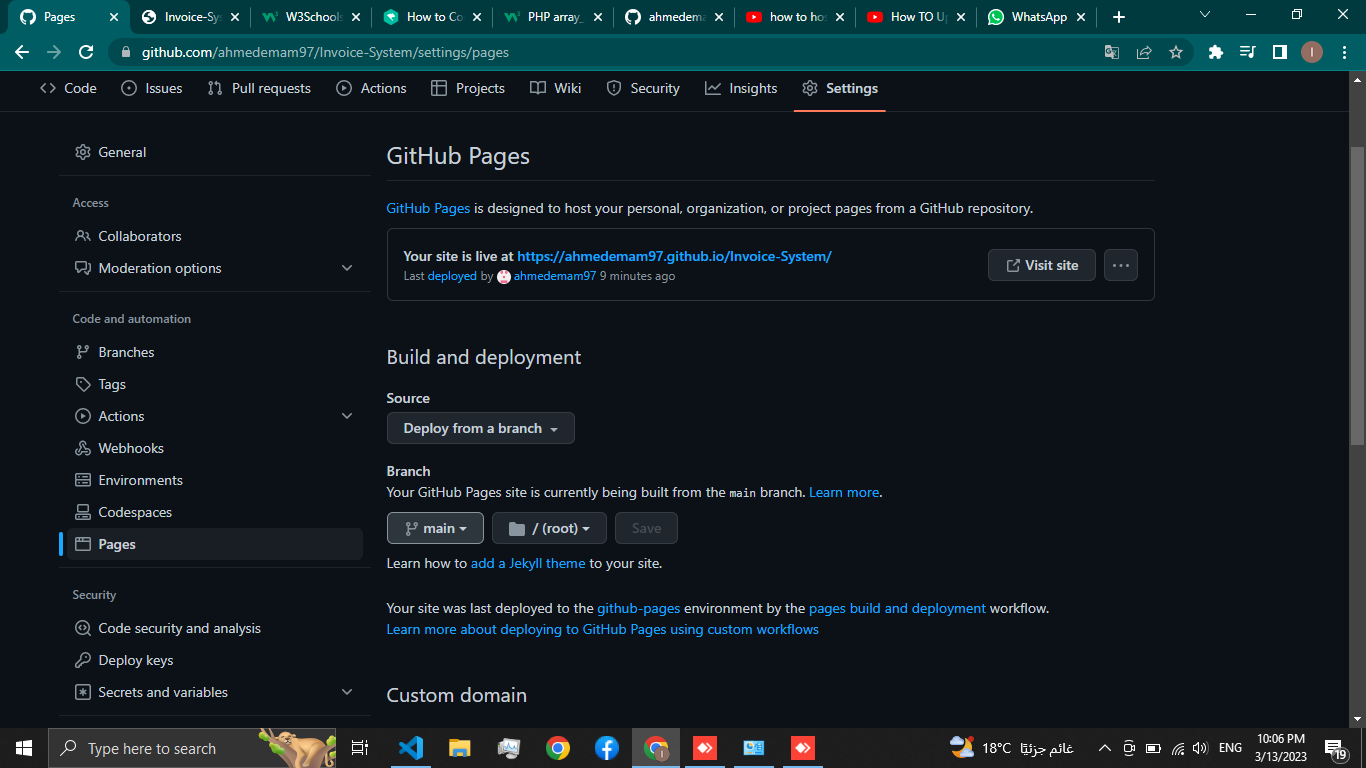 Pages
Invoice-Sy
W3Schools
How to Co
PHP array_
ahmedema
how to ho
How TO U
WhatsApp
github.com/ahmedemam97/Invoice-System/settings/pages
I
Code
Issues
Pull requests
Actions
Projects
Wiki
Security
Insights
Settings
General
Access
Collaborators
Moderation options
Code and automation
Branches
Tags
Actions
Webhooks
Environments
Codespaces
Pages
Security
Code security and analysis
Deploy keys
Secrets and variables
GitHub Pages
GitHub Pages is designed to host your personal, organization, or project pages from a GitHub repository.
Your site is live at https://ahmedemam97.github.io/Invoice-System/
Last deployed by ahmedemam97 9 minutes ago
Visit site
Build and deployment
Source
Deploy from a branch
Branch
Your GitHub Pages site is currently being built from the main branch. Learn more.
main
/ (root)
Save
Learn how to add a Jekyll theme to your site.
Your site was last deployed to the github-pages environment by the pages build and deployment workflow.
Learn more about deploying to GitHub Pages using custom workflows
Custom domain
Type here to search
18°C غائم جزئيًا
ENG
10:06 PM
3/13/2023
19